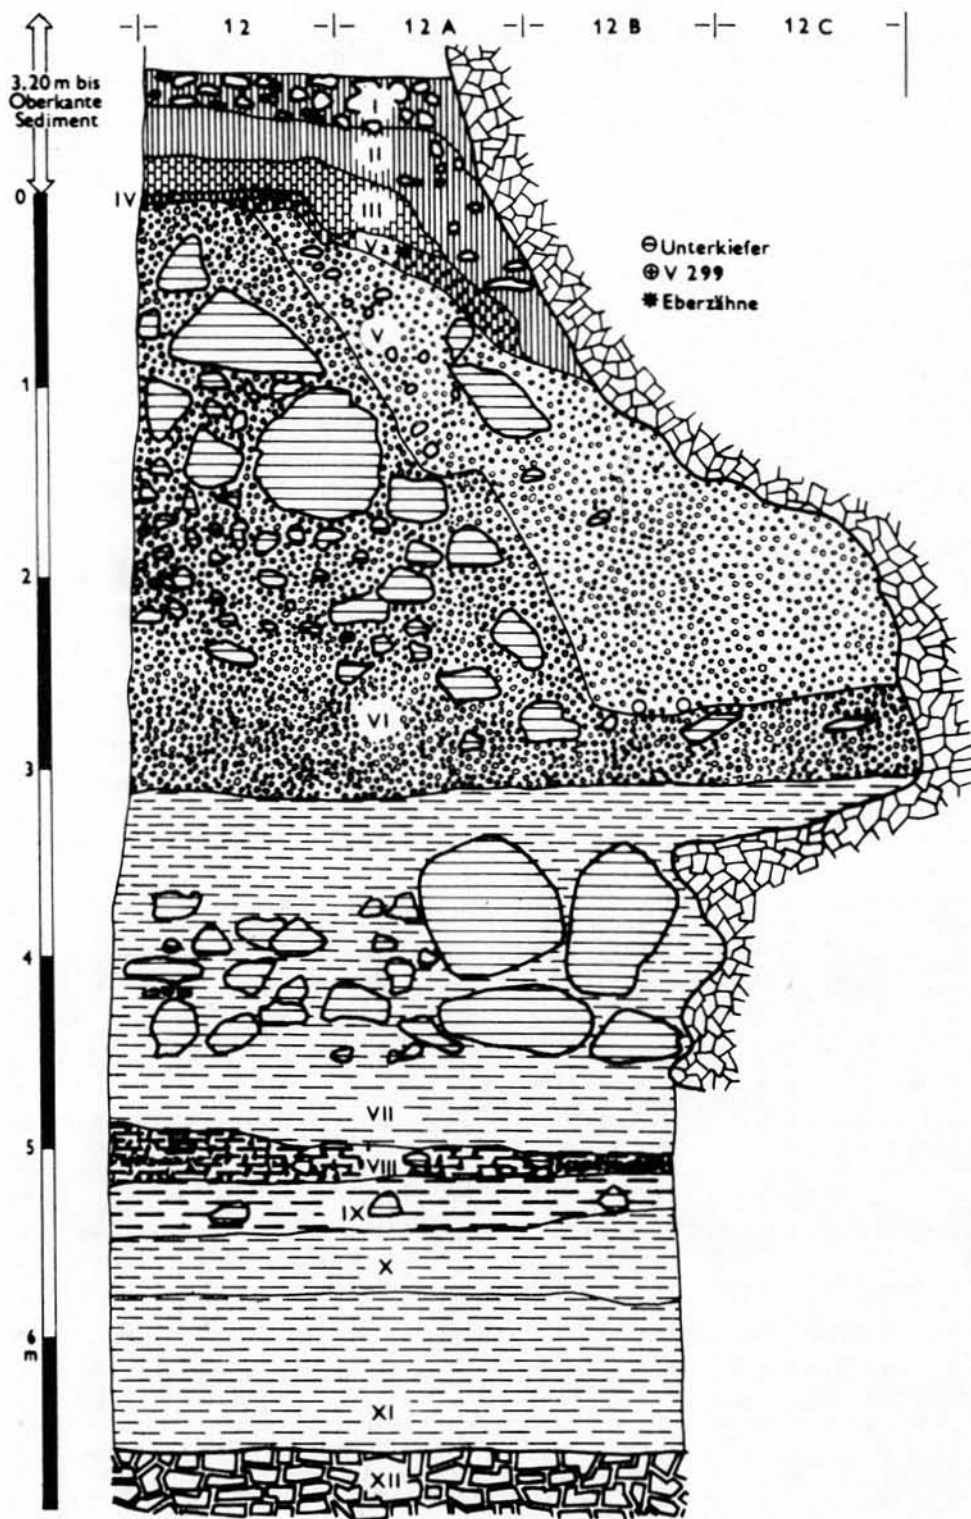 12 12 A 12 B 12 C
3.20 m bis
Oberkante
Sediment
I
II
0
IV
III
Va
Unterkiefer
V 299
Eberzähne
V
1
2
VI
3
4
VII
5
VIII
IX
X
6
m
XI
XII